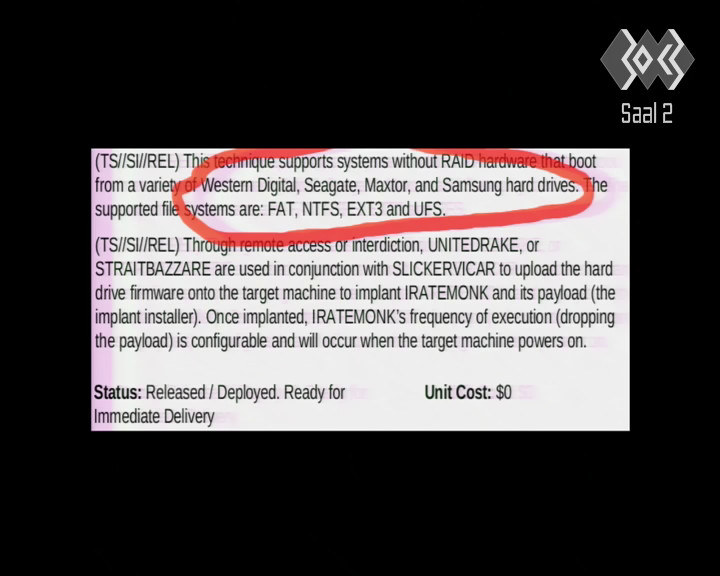 Saal 2
(TS//SI//REL) This technique supports systems without RAID hardware that boot
from a variety of Western Digital, Seagate, Maxtor, and Samsung hard drives. The
supported file systems are: FAT, NTFS, EXT3 and UFS.
(TS//SI//REL) Through remote access or interdiction, UNITEDRAKE, or
STRAITBAZZARE are used in conjunction with SLICKERVICAR to upload the hard
drive firmware onto the target machine to implant IRATEMONK and its payload (the
implant installer). Once implanted, IRATEMONK's frequency of execution (dropping
the payload) is configurable and will occur when the target machine powers on.
Status: Released / Deployed. Ready for Unit Cost: $0
Immediate Delivery